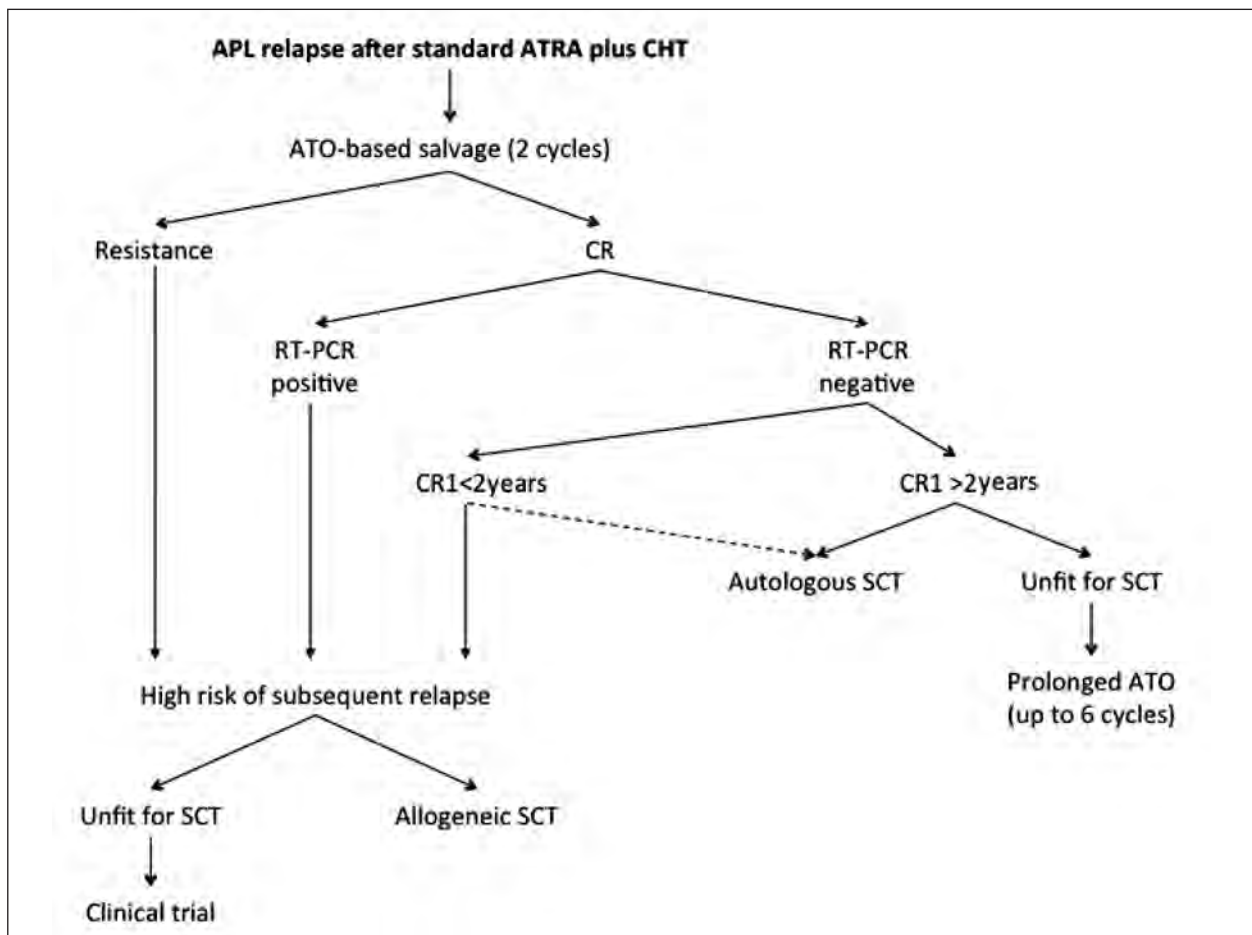 APL relapse after standard ATRA plus CHT
ATO-based salvage (2 cycles)
Resistance
CR
RT-PCR
positive
RT-PCR
negative
CR1<2years
CR1 >2years
Autologous SCT
Unfit for SCT
High risk of subsequent relapse
Prolonged ATO
(up to 6 cycles)
Unfit for SCT
Allogeneic SCT
Clinical trial